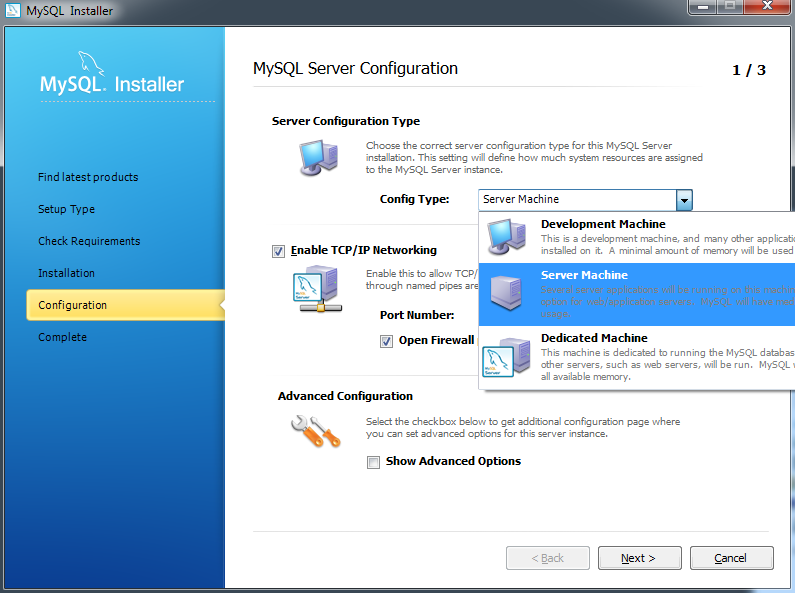 MySQL Installer
MySQL. Installer
Find latest products
Setup Type
Check Requirements
Installation
Configuration
Complete
MySQL Server Configuration
1 / 3
Server Configuration Type
Choose the correct server configuration type for this MySQL Server
installation. This setting will define how much system resources are assigned
to the MySQL Server instance.
Config Type:
Server Machine
Development Machine
This is a development machine, and many other
installed on it. A minimal amount of memory will be used
Server Machine
Several server applications will be running on this
option for web/application servers. MySQL will have
usage.
Dedicated Machine
This machine is dedicated to running the MySQL
other servers, such as web servers, will be run. MySQL
all available memory.
Enable TCP/IP Networking
Enable this to allow TCP/
through named pipes are
Port Number:
Open Firewall
Advanced Configuration
Select the checkbox below to get additional configuration page where
you can set advanced options for this server instance.
Show Advanced Options
< Back
Next >
Cancel